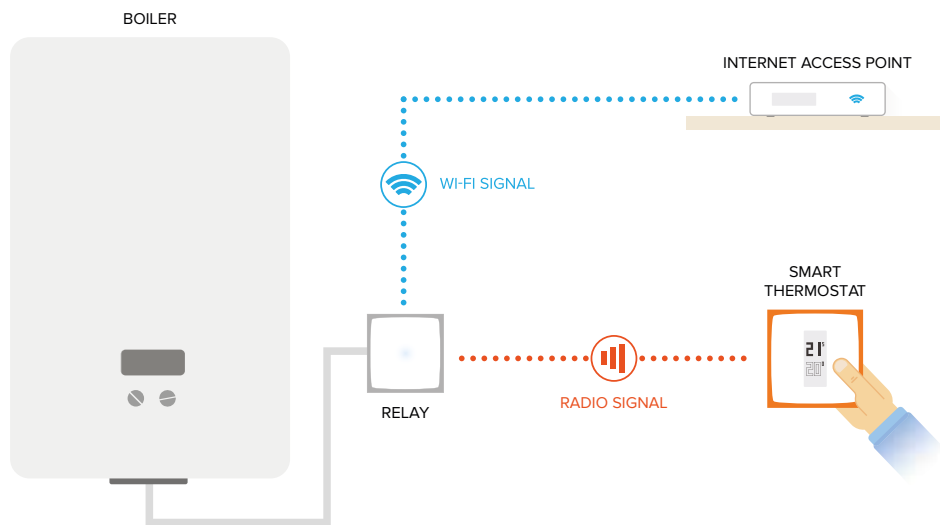 BOILER
INTERNET ACCESS POINT
WI-FI SIGNAL
SMART
THERMOSTAT
21°
20°
RADIO SIGNAL
RELAY